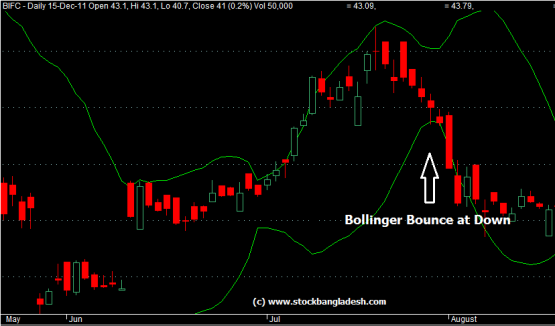 BIFC - Daily 15-Dec-11 Open 43.1, Hi 43.1, Lo 40.7, Close 41 (0.2%) Vol 50,000 = 43.09, = 43.79,
Bollinger Bounce at Down
(c) www.stockbangladesh.com
May Jun Jul August